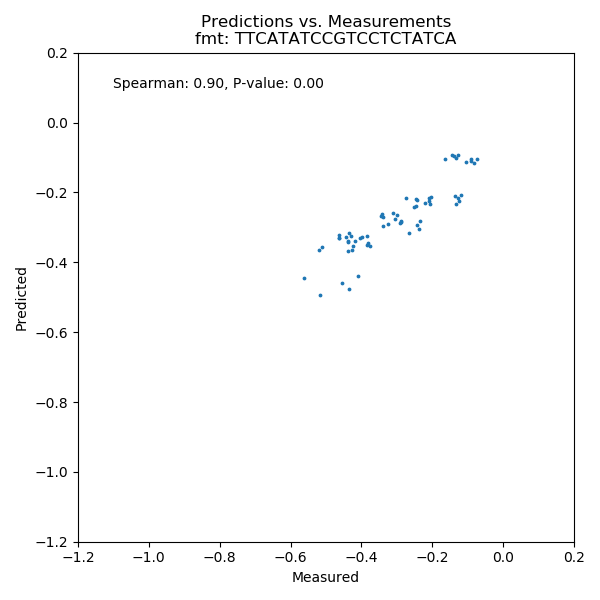 Predictions vs. Measurements
fmt: TTCATATCCGTCCTCTATCA
0.2
Spearman: 0.90, P-value: 0.00
0.0
−0.2
−0.4
Predicted
−0.6
−0.8
−1.0
−1.2
−1.2 −1.0 −0.8 −0.6 −0.4 −0.2 0.0 0.2
Measured